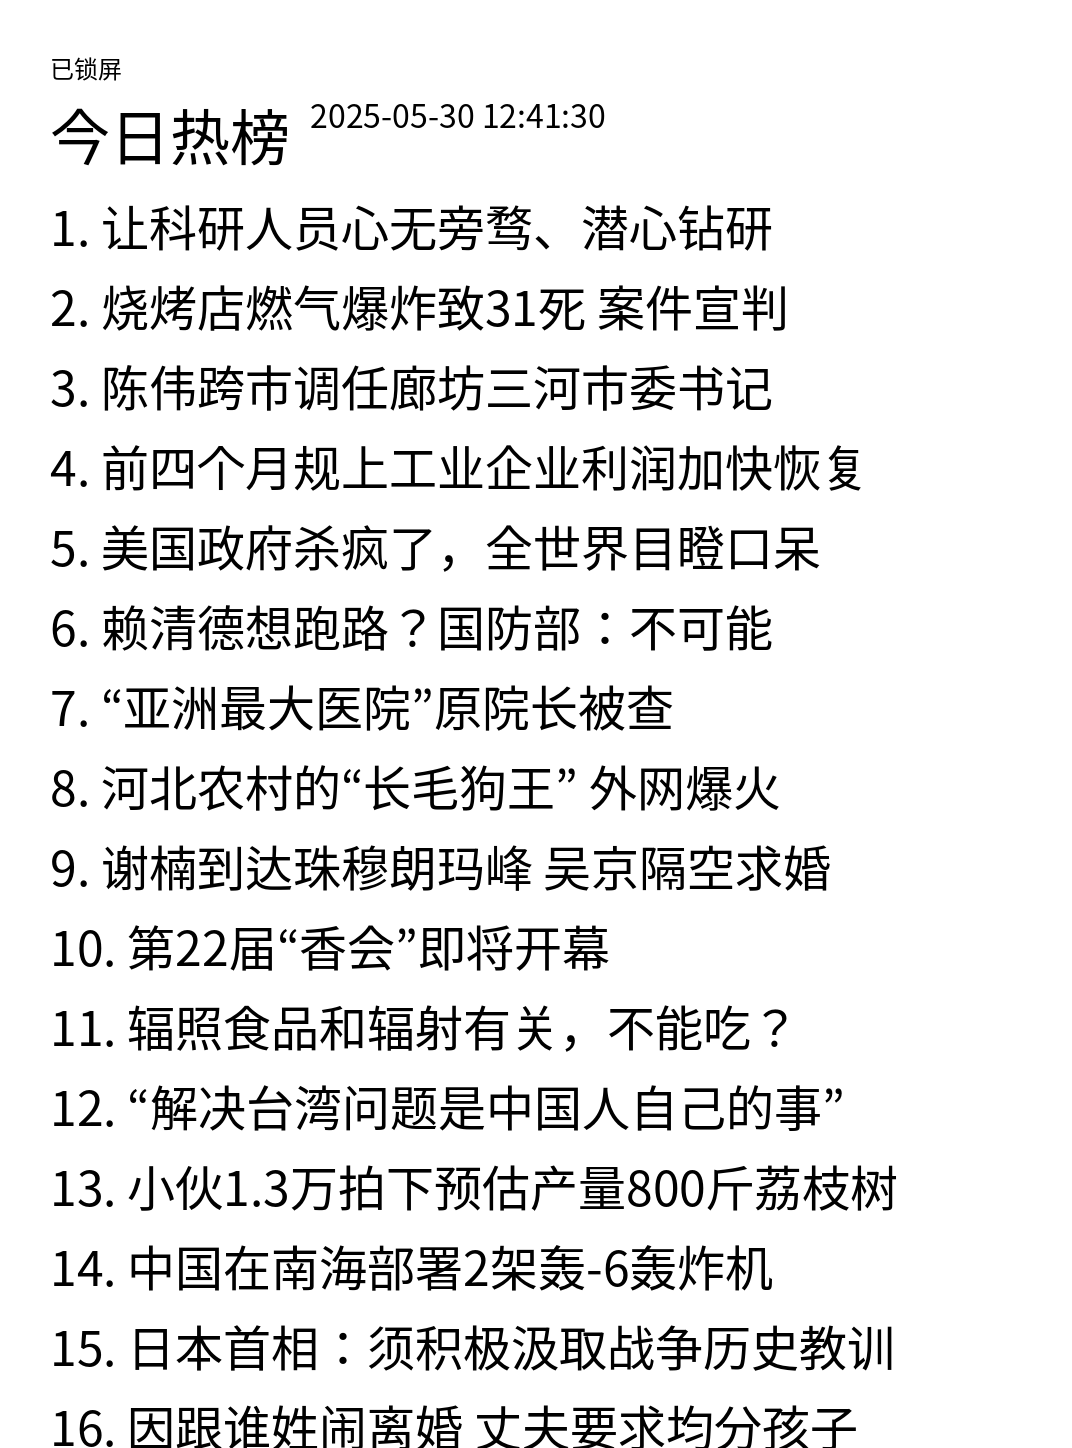 已锁屏
今日热榜 2025-05-30 12:41:30
1. 让科研人员心无旁骛、潜心钻研
2. 烧烤店燃气爆炸致31死 案件宣判
3. 陈伟跨市调任廊坊三河市委书记
4. 前四个月规上工业企业利润加快恢复
5. 美国政府杀疯了，全世界目瞪口呆
6. 赖清德想跑路？国防部：不可能
7. “亚洲最大医院”原院长被查
8. 河北农村的“长毛狗王” 外网爆火
9. 谢楠到达珠穆朗玛峰 吴京隔空求婚
10. 第22届“香会”即将开幕
11. 辐照食品和辐射有关，不能吃？
12. “解决台湾问题是中国人自己的事”
13. 小伙1.3万拍下预估产量800斤荔枝树
14. 中国在南海部署2架轰-6轰炸机
15. 日本首相：须积极汲取战争历史教训
16. 因跟谁姓闹离婚 丈夫要求均分孩子